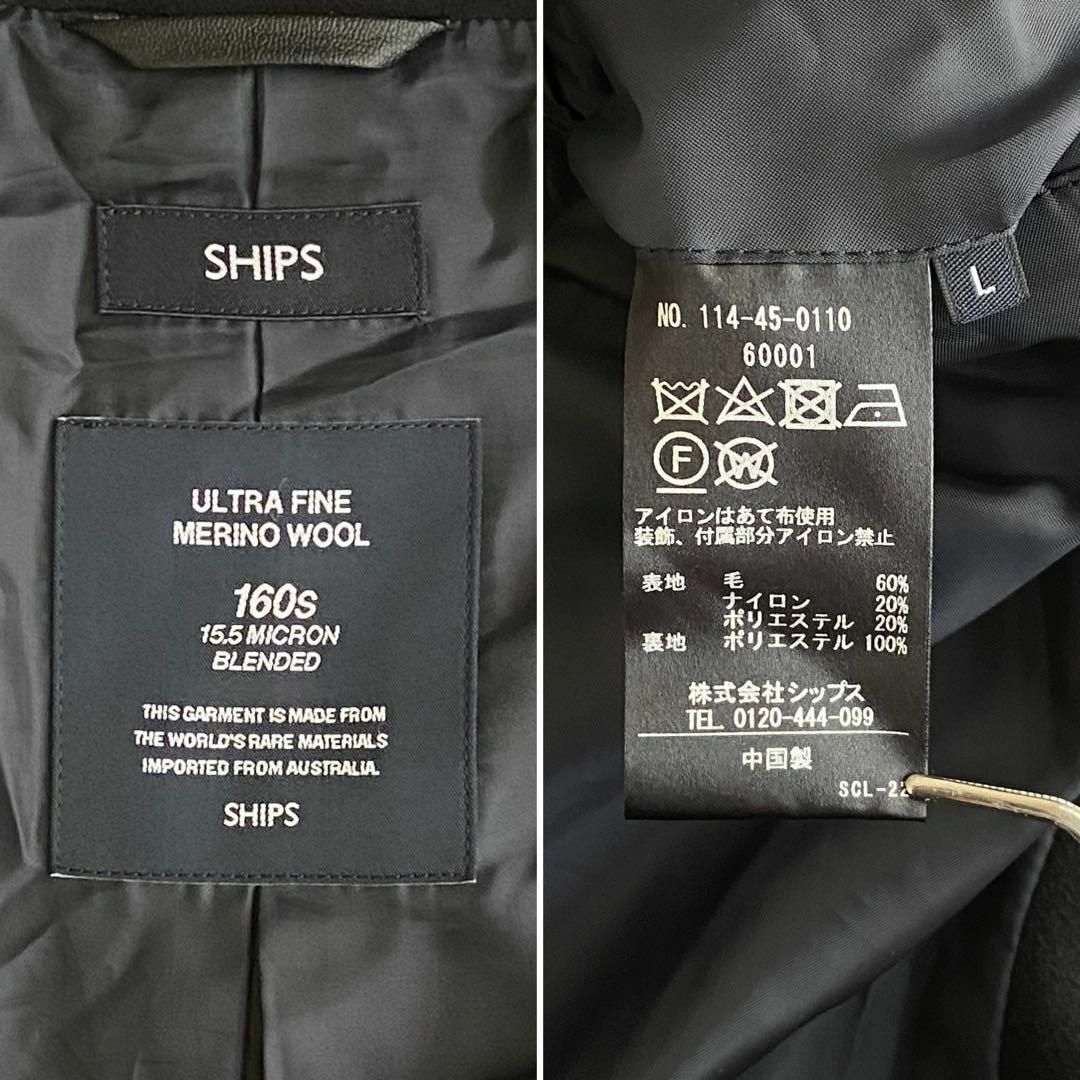 SHIPS
ULTRA FINE
MERINO WOOL
160s
15.5 MICRON
BLENDED
THIS GARMENT IS MADE FROM
THE WORLD'S RARE MATERIALS
IMPORTED FROM AUSTRALIA.
SHIPS
L
NO. 114-45-0110
60001
F W
アイロンはあて布使用
装飾、付属部分アイロン禁止
表地 毛 60%
ナイロン 20%
ポリエステル 20%
裏地 ポリエステル 100%
株式会社シップス
TEL. 0120-444-099
中国製
SCL-22